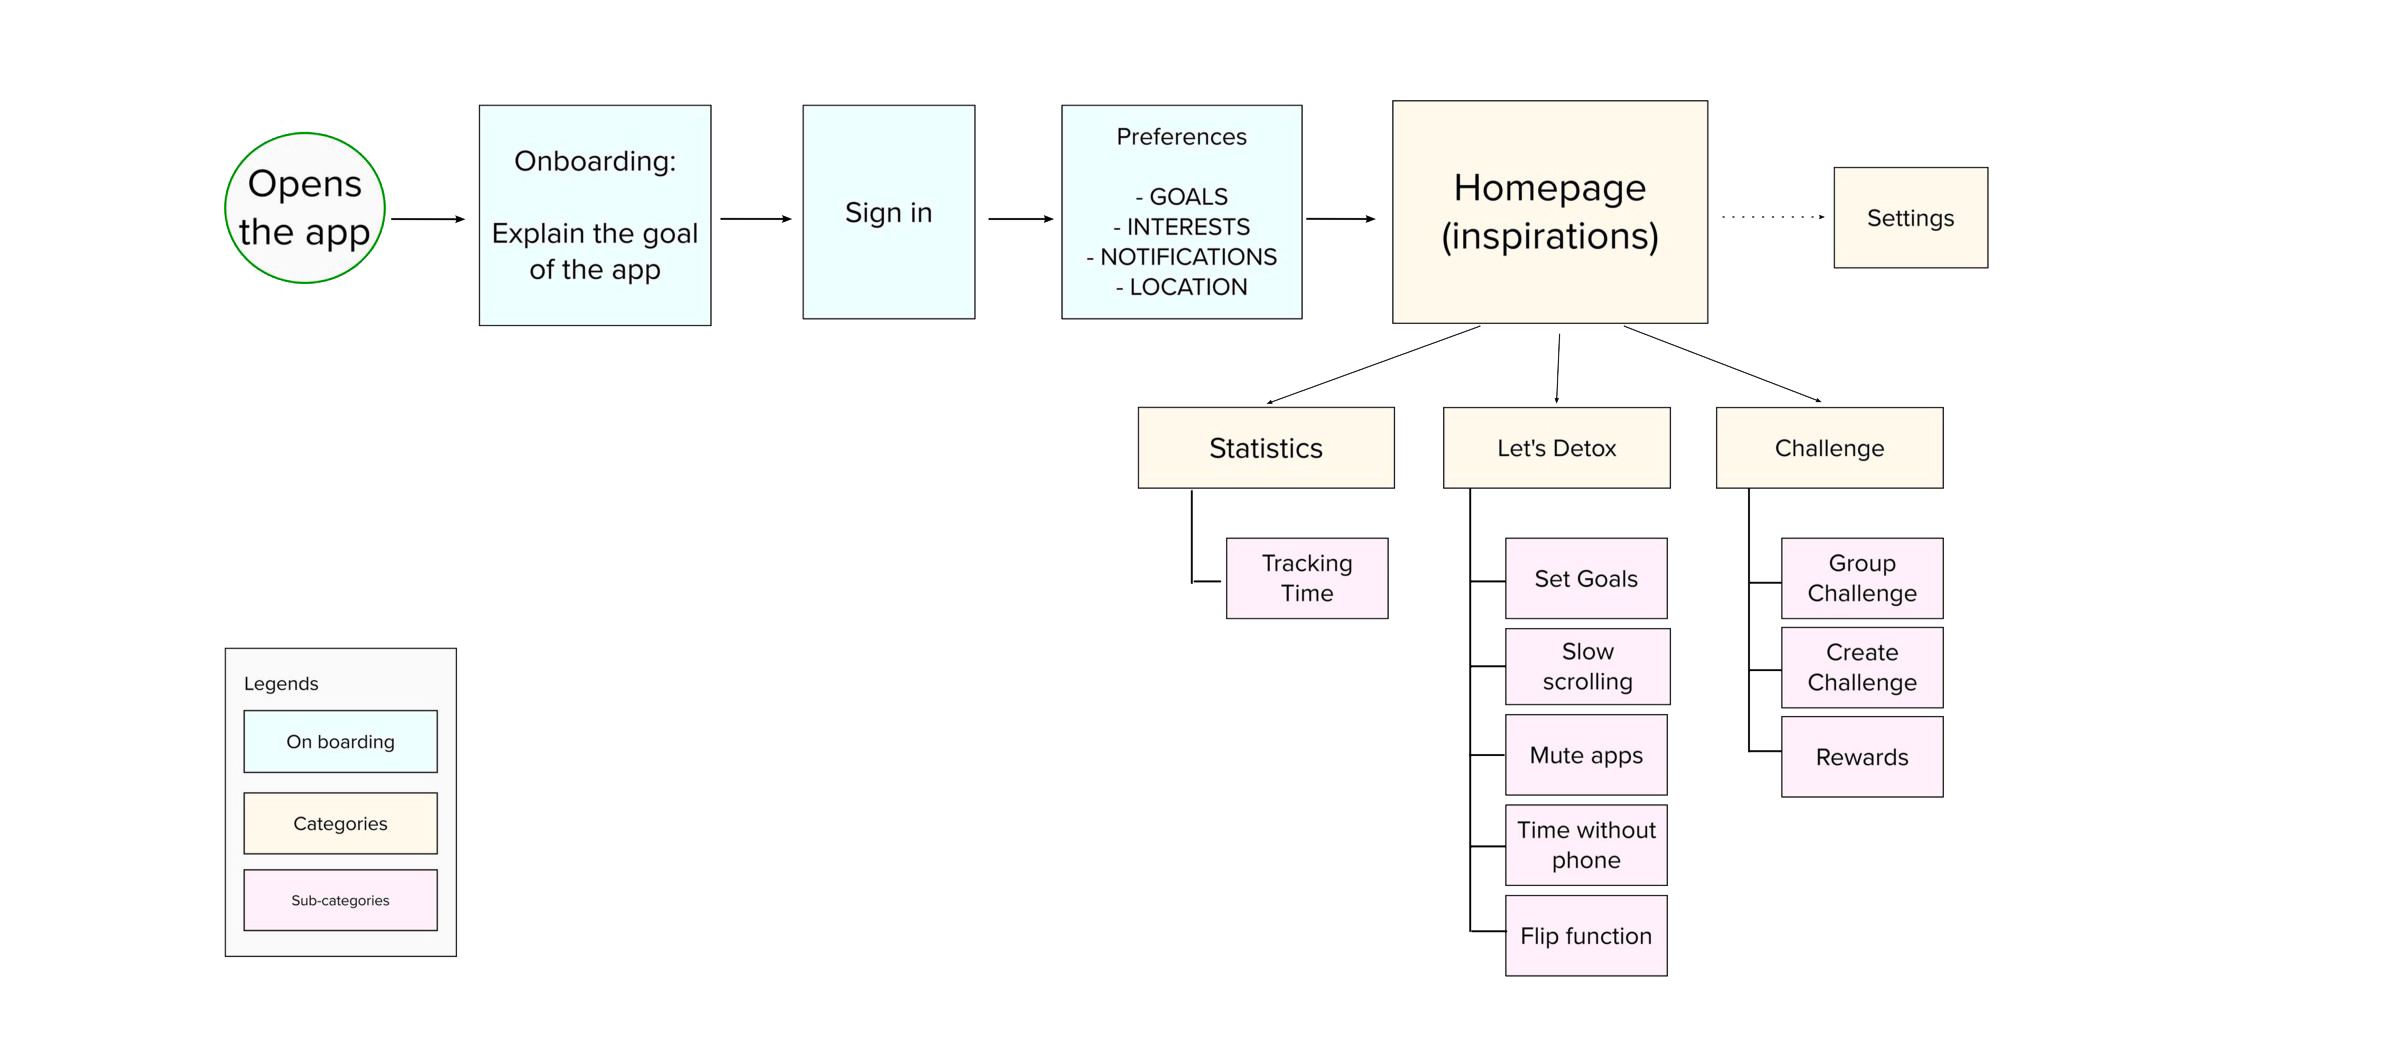 Opens
the app
Onboarding:
Explain the goal
of the app
Sign in
Preferences
- GOALS
- INTERESTS
- NOTIFICATIONS
- LOCATION
Homepage
(inspirations)
Settings
Statistics
Let's Detox
Challenge
Tracking
Time
Set Goals
Slow
scrolling
Mute apps
Time without
phone
Flip function
Group
Challenge
Create
Challenge
Rewards
Legends
On boarding
Categories
Sub-categories